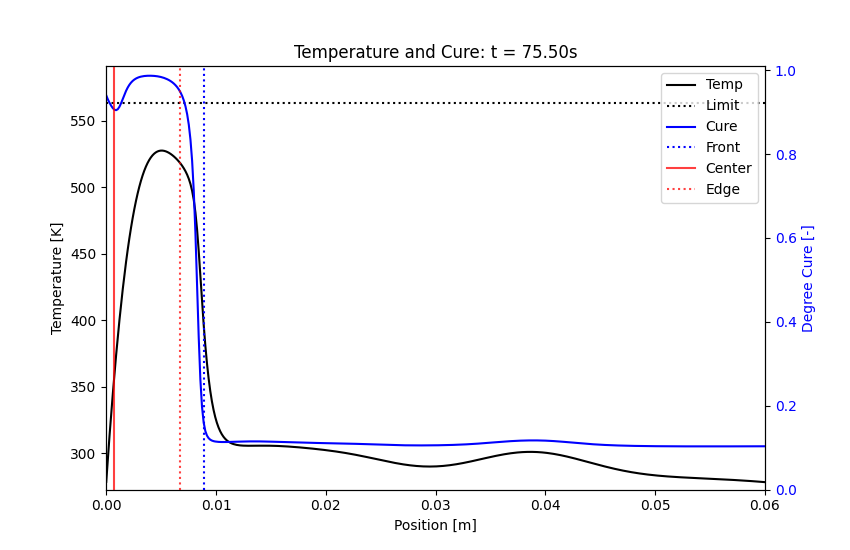 Temperature and Cure: t = 75.50s
Temperature [K]
550
500
450
400
350
300
Temp
Limit
Cure
Front
Center
Edge
1.0
0.8
0.6
0.4
0.2
0.0
Degree Cure [-]
0.00 0.01 0.02 0.03 0.04 0.05 0.06
Position [m]